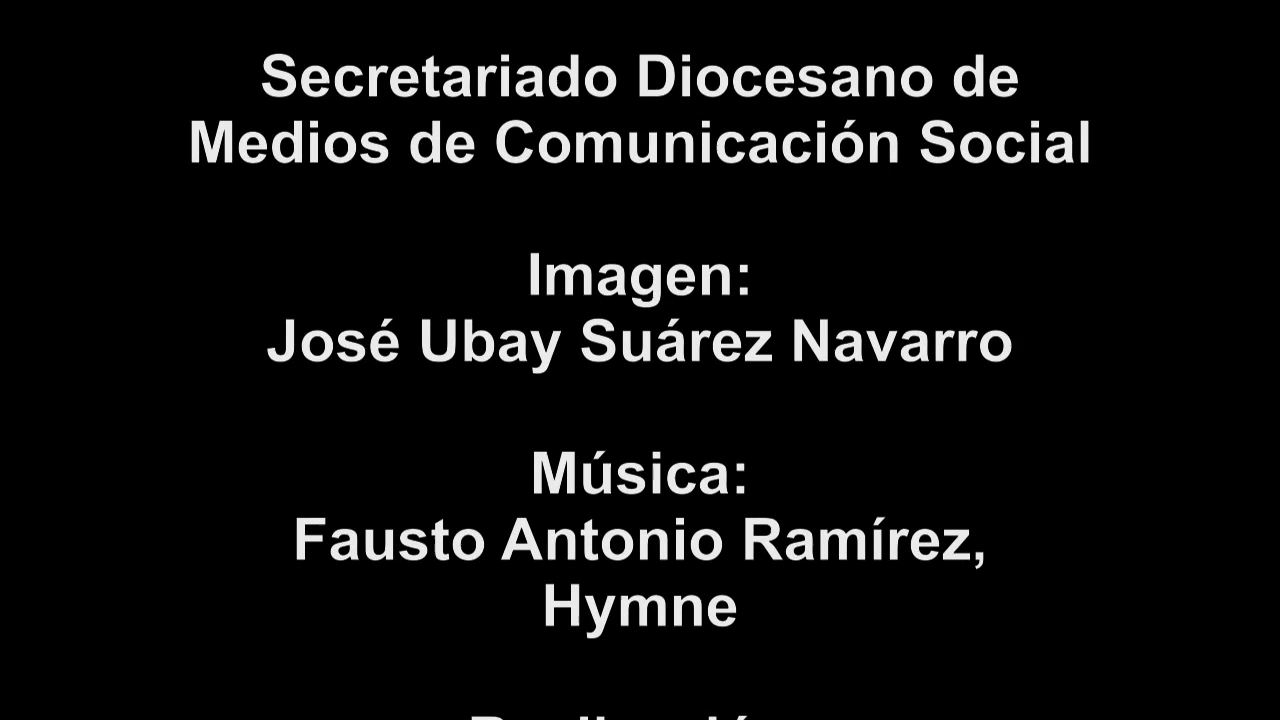 Secretariado Diocesano de
Medios de Comunicación Social
Imagen:
José Ubay Suárez Navarro
Música:
Fausto Antonio Ramírez,
Hymne